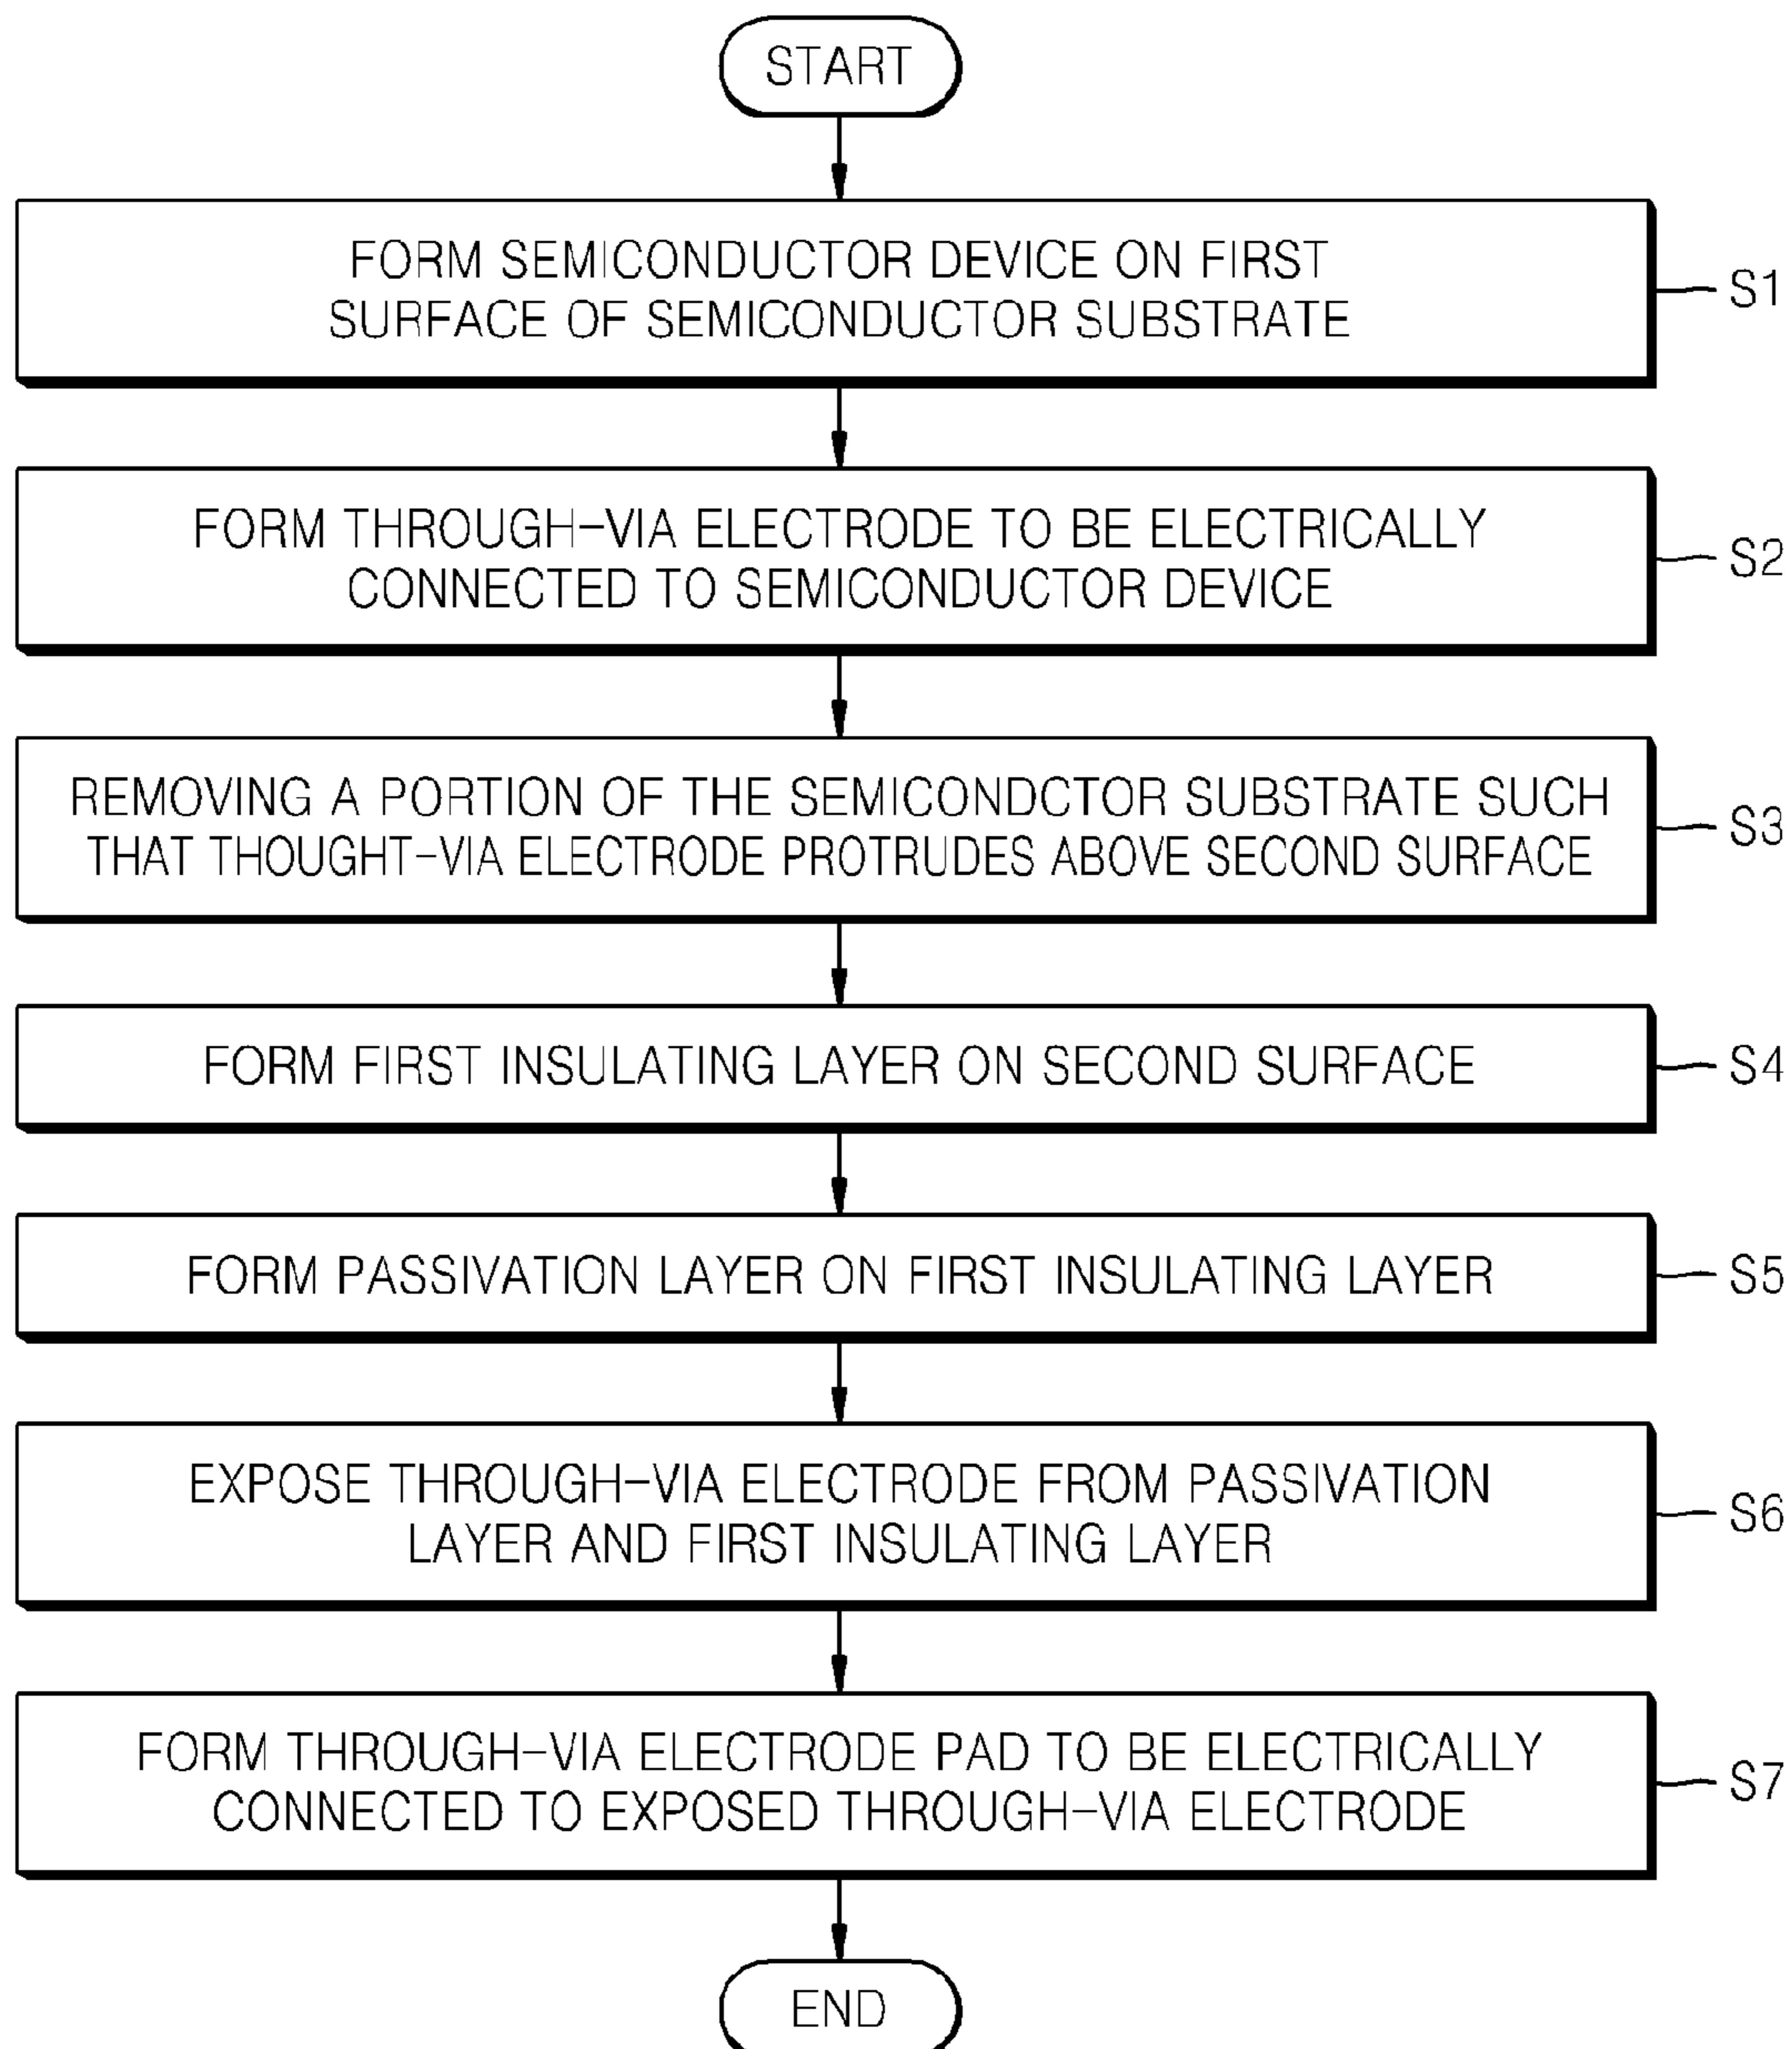 START
FORM SEMICONDUCTOR DEVICE ON FIRST
SURFACE OF SEMICONDUCTOR SUBSTRATE
S1
FORM THROUGH-VIA ELECTRODE TO BE ELECTRICALLY
CONNECTED TO SEMICONDUCTOR DEVICE
S2
REMOVING A PORTION OF THE SEMICONDCTOR SUBSTRATE SUCH
THAT THOUGHT-VIA ELECTRODE PROTRUDES ABOVE SECOND SURFACE
S3
FORM FIRST INSULATING LAYER ON SECOND SURFACE
S4
FORM PASSIVATION LAYER ON FIRST INSULATING LAYER
S5
EXPOSE THROUGH-VIA ELECTRODE FROM PASSIVATION
LAYER AND FIRST INSULATING LAYER
S6
FORM THROUGH-VIA ELECTRODE PAD TO BE ELECTRICALLY
CONNECTED TO EXPOSED THROUGH-VIA ELECTRODE
S7
END